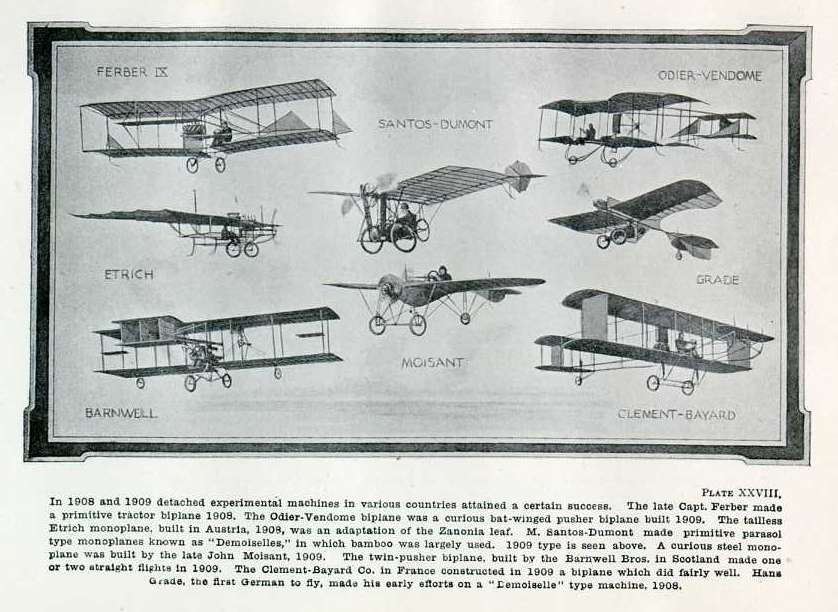 FERBER IX
ODIER-VENDOME
SANTOS-DUMONT
ETRICH
GRADE
MOISANT
BARNWELL
CLEMENT-BAYARD
PLATE XXVIII.
In 1908 and 1909 detached experimental machines in various countries attained a certain success. The late Capt. Ferber made
a primitive tractor biplane 1908. The Odier-Vendome biplane was a curious bat-winged pusher biplane built 1909. The tailless
Etrich monoplane, built in Austria, 1908, was an adaptation of the Zanonia leaf. M. Santos-Dumont made primitive parasol
type monoplanes known as "Demoiselles," in which bamboo was largely used. 1909 type is seen above. A curious steel mono-
plane was built by the late John Moisant, 1909. The twin-pusher biplane, built by the Barnwell Bros. in Scotland made one
or two straight flights in 1909. The Clement-Bayard Co. in France constructed in 1909 a biplane which did fairly well. Hans
Grade, the first German to fly, made his early efforts on a "Demoiselle" type machine, 1908.